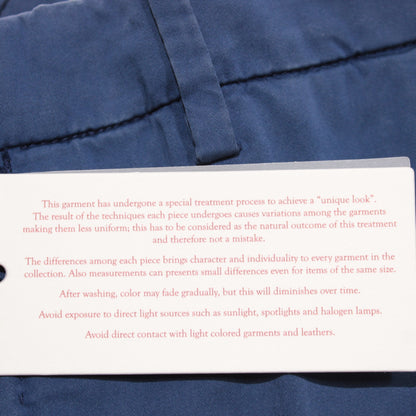 This garment has undergone a special treatment process to achieve a "unique look".
The result of the techniques each piece undergoes causes variations among the garments
making them less uniform; this has to be considered as the natural outcome of this treatment
and therefore not a mistake.
The differences among each piece brings character and individuality to every garment in the
collection. Also measurements can presents small differences even for items of the same size.
After washing, color may fade gradually, but this will diminishes over time.
Avoid exposure to direct light sources such as sunlight, spotlights and halogen lamps.
Avoid direct contact with light colored garments and leathers.